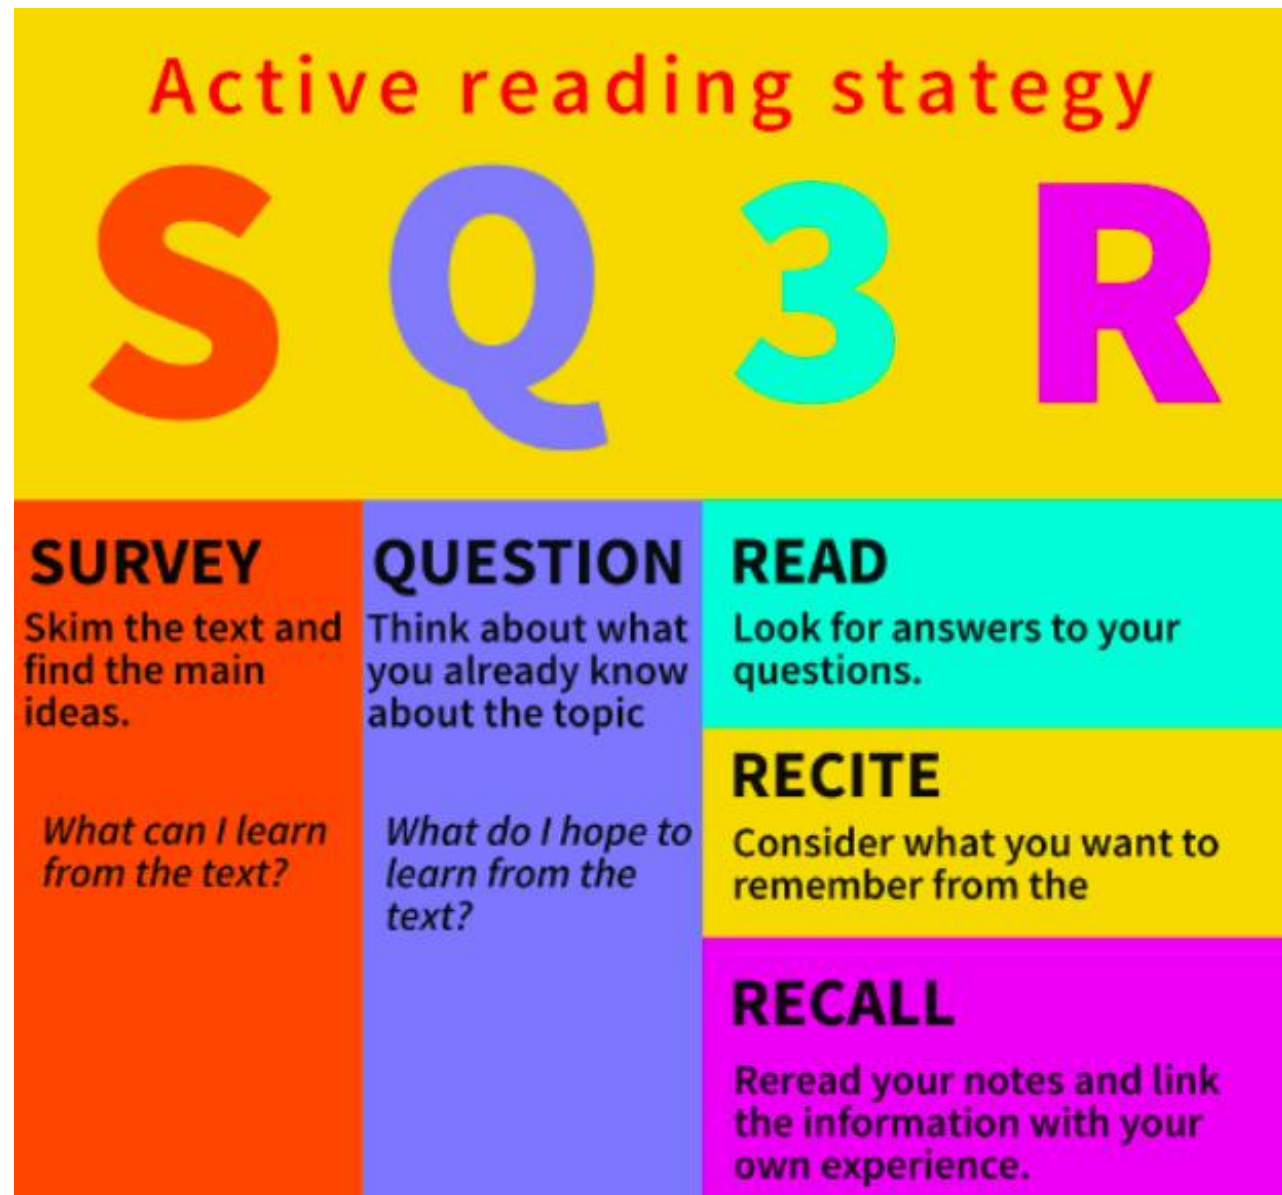 Active reading stategy
S Q 3 R
SURVEY
Skim the text and
find the main
ideas.
What can I learn
from the text?
QUESTION
Think about what
you already know
about the topic
What do I hope to
learn from the
text?
READ
Look for answers to your
questions.
RECITE
Consider what you want to
remember from the
RECALL
Reread your notes and link
the information with your
own experience.